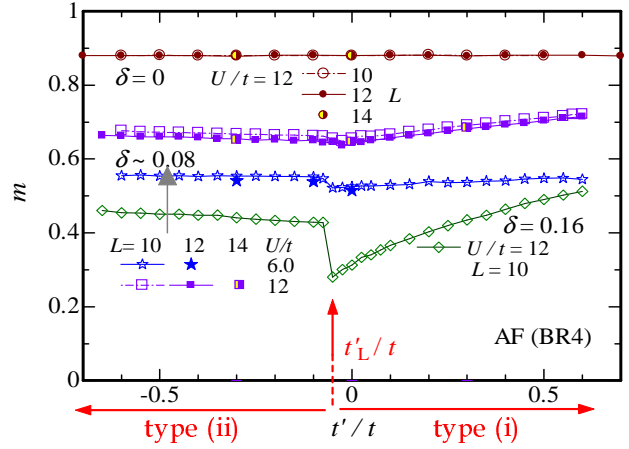 1
δ = 0
U / t = 12
10
12 L
14
0.8
0.6
δ ~ 0.08
m
0.4
δ = 0.16
L = 10 12 14 U/t
6.0
12
U / t = 12
L = 10
0.2
t′L / t
AF (BR4)
0
-0.5 0 0.5
type (ii) t′ / t type (i)